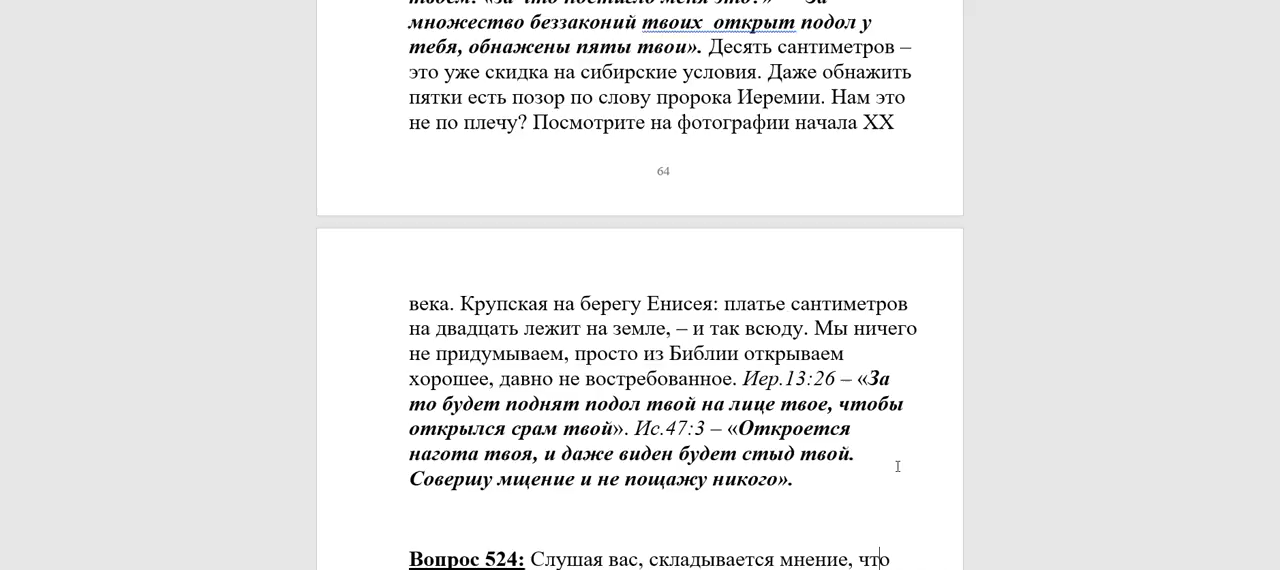 множество беззаконий твоих открыт подол у
тебя, обнажены пяты твои». Десять сантиметров –
это уже скидка на сибирские условия. Даже обнажить
пятки есть позор по слову пророка Иеремии. Нам это
не по плечу? Посмотрите на фотографии начала XX
64
века. Крупская на берегу Енисея: платье сантиметров
на двадцать лежит на земле, – и так всюду. Мы ничего
не придумываем, просто из Библии открываем
хорошее, давно не востребованное. Иер.13:26 – «За
то будет поднят подол твой на лице твое, чтобы
открылся срам твой». Ис.47:3 – «Откроется
нагота твоя, и даже виден будет стыд твой.
Совершу мщение и не пощажу никого».
Вопрос 524: Слушая вас, складывается мнение, что